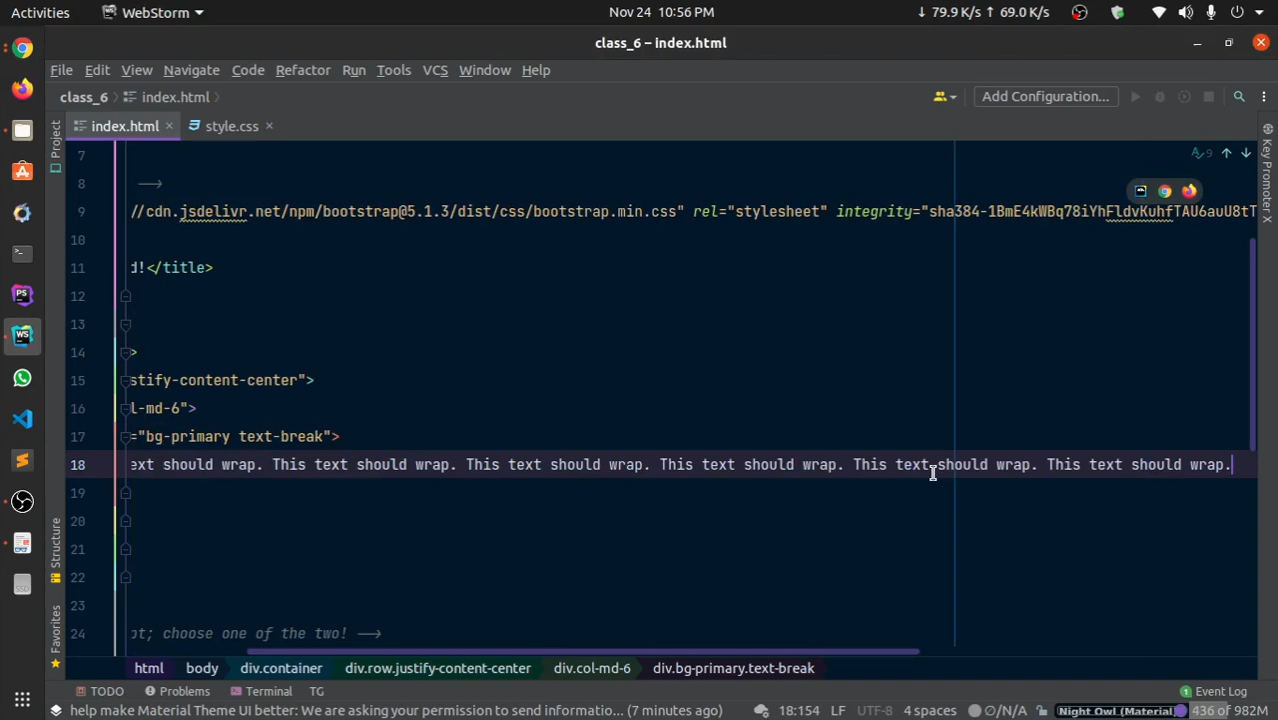 Activities
WebStorm
Nov 24 10:56 PM
↓ 79.9 K/s ↑ 69.0 K/s
class_6 – index.html
File Edit View Navigate Code Refactor Run Tools VCS Window Help
class_6 index.html
Add Configuration...
index.html
style.css
Project
Key Promoter X
9
7
8 -->
9 //cdn.jsdelivr.net/npm/bootstrap@5.1.3/dist/css/bootstrap.min.css" rel="stylesheet" integrity="sha384-1BmE4kWBq78iYhFldvKuhfTAU6auU8tT
10
11 d!</title>
12
13
14 >
15 stify-content-center">
16 l-md-6">
17 ="bg-primary text-break">
18 ext should wrap. This text should wrap. This text should wrap. This text should wrap. This text should wrap. This text should wrap.
19
20
21
22
23
24 pt; choose one of the two! -->
PS
WS
SSD
Structure
Favorites
html body div.container div.row.justify-content-center div.col-md-6 div.bg-primary.text-break
TODO Problems Terminal TG
1 Event Log
help make Material Theme UI better: We are asking your permission to send informatio... (7 minutes ago)
18:154 LF UTF-8 4 spaces ∅/N/A Night Owl (Material) 436 of 982M